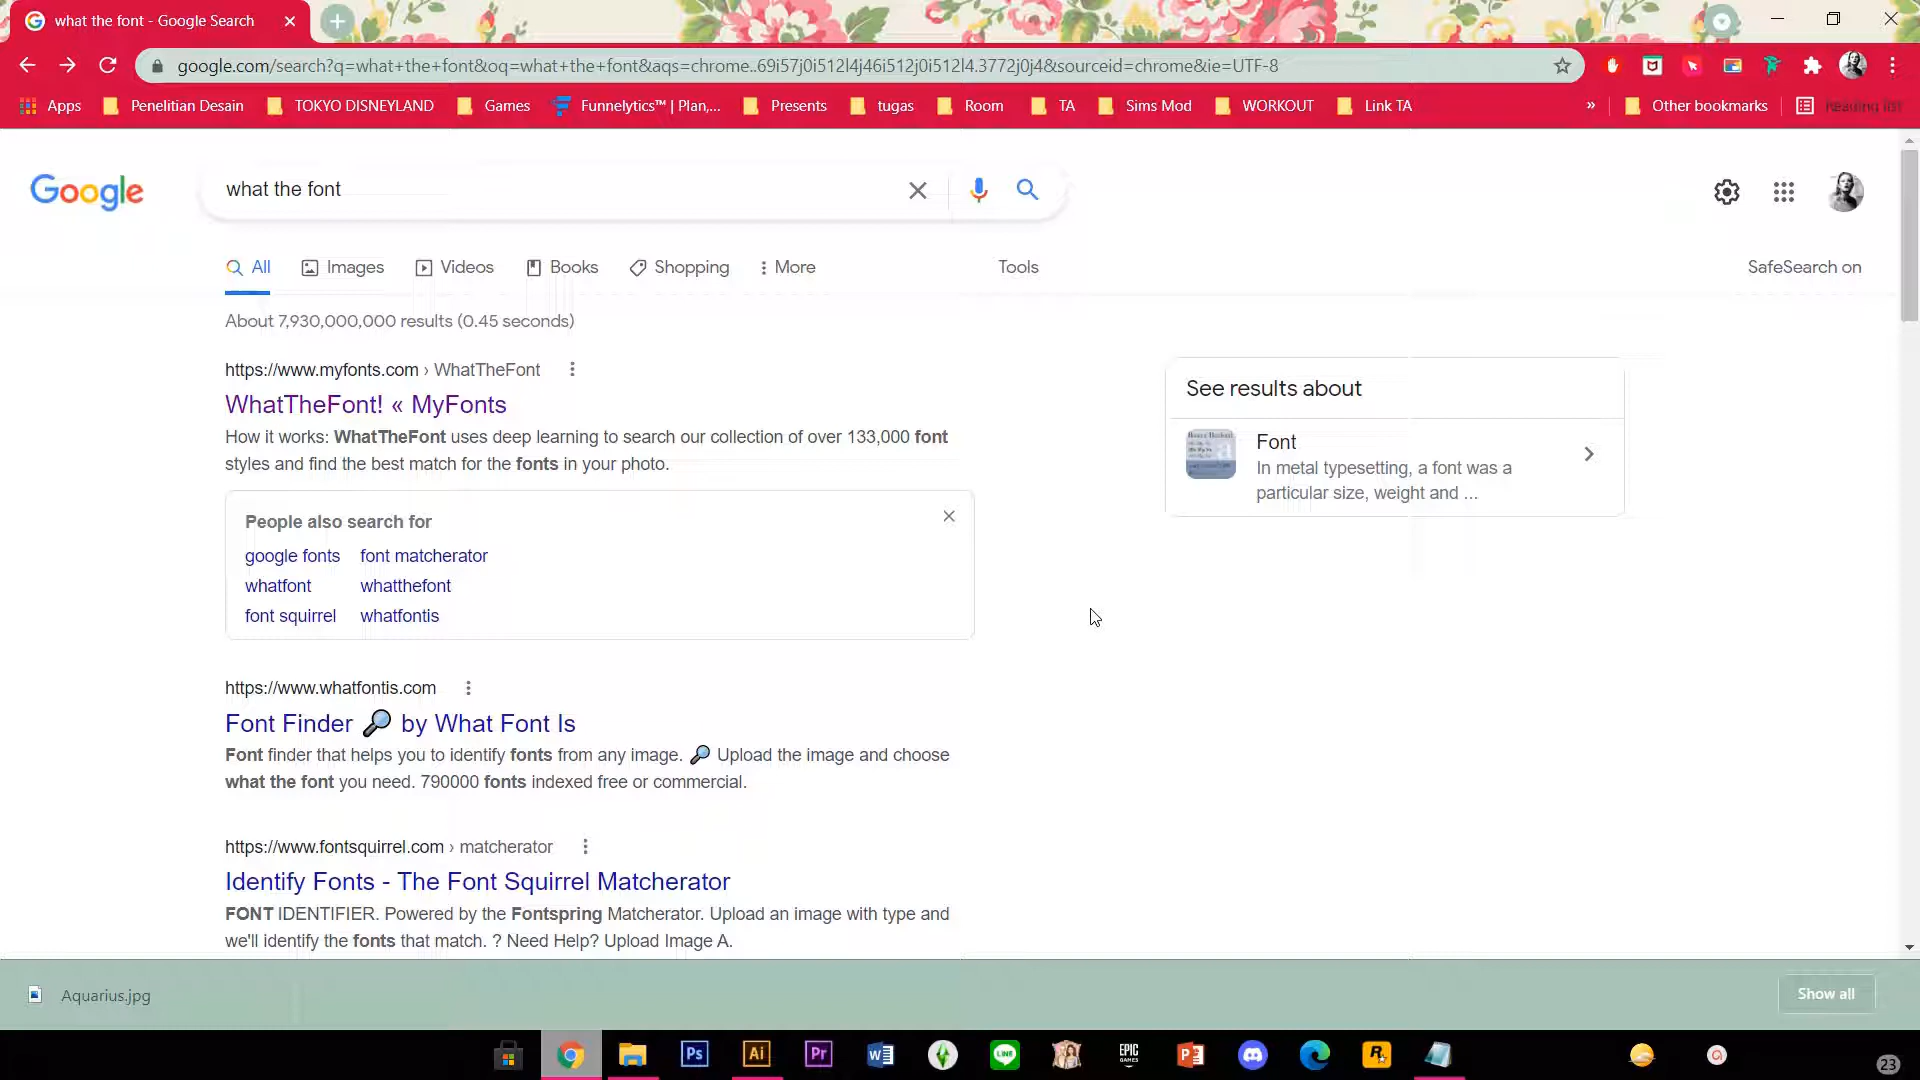 what the font - Google Search
google.com/search?q=what+the+font&oq=what+the+font&aqs=chrome..69i57j0i512l4j46i512j0i512l4.3772j0j4&sourceid=chrome&ie=UTF-8
Apps Penelitian Desain TOKYO DISNEYLAND Games Funnelytics™ | Plan,... Presents tugas Room TA Sims Mod WORKOUT Link TA » Other bookmarks Reading list
Google what the font
All Images Videos Books Shopping More Tools SafeSearch on
About 7,930,000,000 results (0.45 seconds)
https://www.myfonts.com › WhatTheFont
WhatTheFont! « MyFonts
How it works: WhatTheFont uses deep learning to search our collection of over 133,000 font
styles and find the best match for the fonts in your photo.
People also search for
google fonts font matcherator
whatfont whatthefont
font squirrel whatfontis
https://www.whatfontis.com
Font Finder 🔎 by What Font Is
Font finder that helps you to identify fonts from any image. 🔎 Upload the image and choose
what the font you need. 790000 fonts indexed free or commercial.
https://www.fontsquirrel.com › matcherator
Identify Fonts - The Font Squirrel Matcherator
FONT IDENTIFIER. Powered by the Fontspring Matcherator. Upload an image with type and
we'll identify the fonts that match. ? Need Help? Upload Image A.
See results about
Font
In metal typesetting, a font was a
particular size, weight and ...
Aquarius.jpg
Show all
Ps Ai Pr W LINE EPIC GAMES P R
23